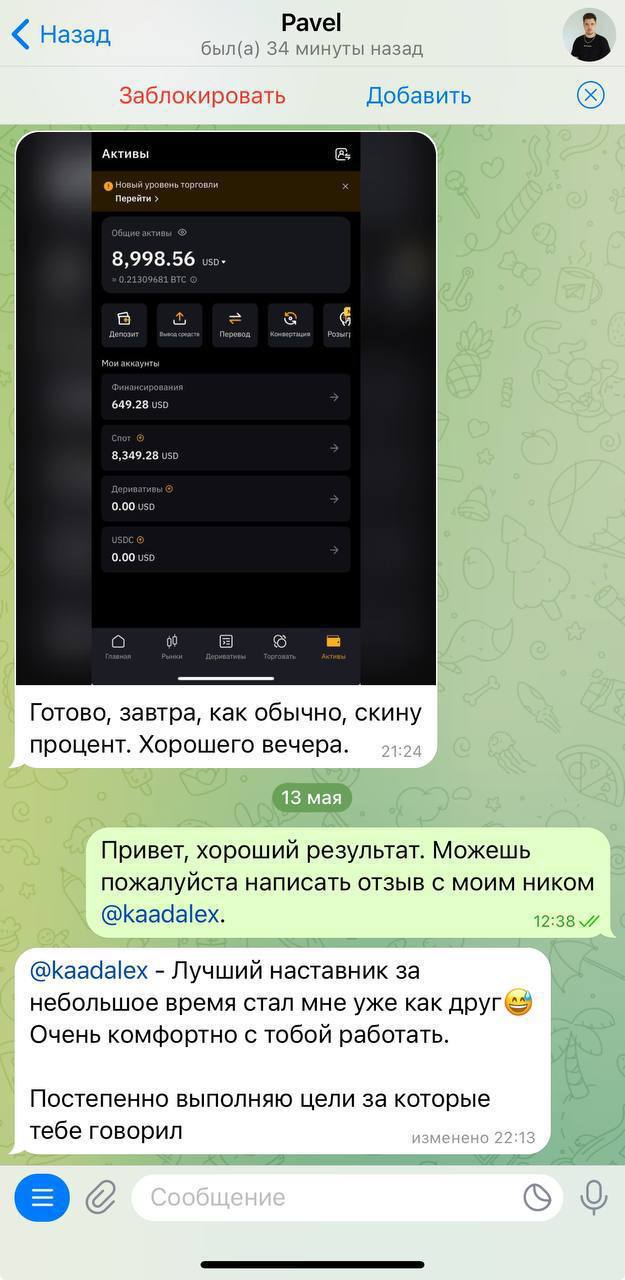 Назад
Pavel
был(а) 34 минуты назад
Заблокировать
Добавить
Активы
Новый уровень торговли
Перейти >
Общие активы
8,998.56 USD
≈ 0.21309681 BTC
Депозит
Вывод средств
Перевод
Конвертация
Розыгр
Мои аккаунты
Финансирования
649.28 USD
Спот
8,349.28 USD
Деривативы
0.00 USD
USDC
0.00 USD
Главная
Рынки
Деривативы
Торговать
Активы
Готово, завтра, как обычно, скину
процент. Хорошего вечера.
21:24
13 мая
Привет, хороший результат. Можешь
пожалуйста написать отзыв с моим ником
@kaadalex.
12:38
@kaadalex - Лучший наставник за
небольшое время стал мне уже как друг😅
Очень комфортно с тобой работать.
Постепенно выполняю цели за которые
тебе говорил
изменено 22:13
Сообщение